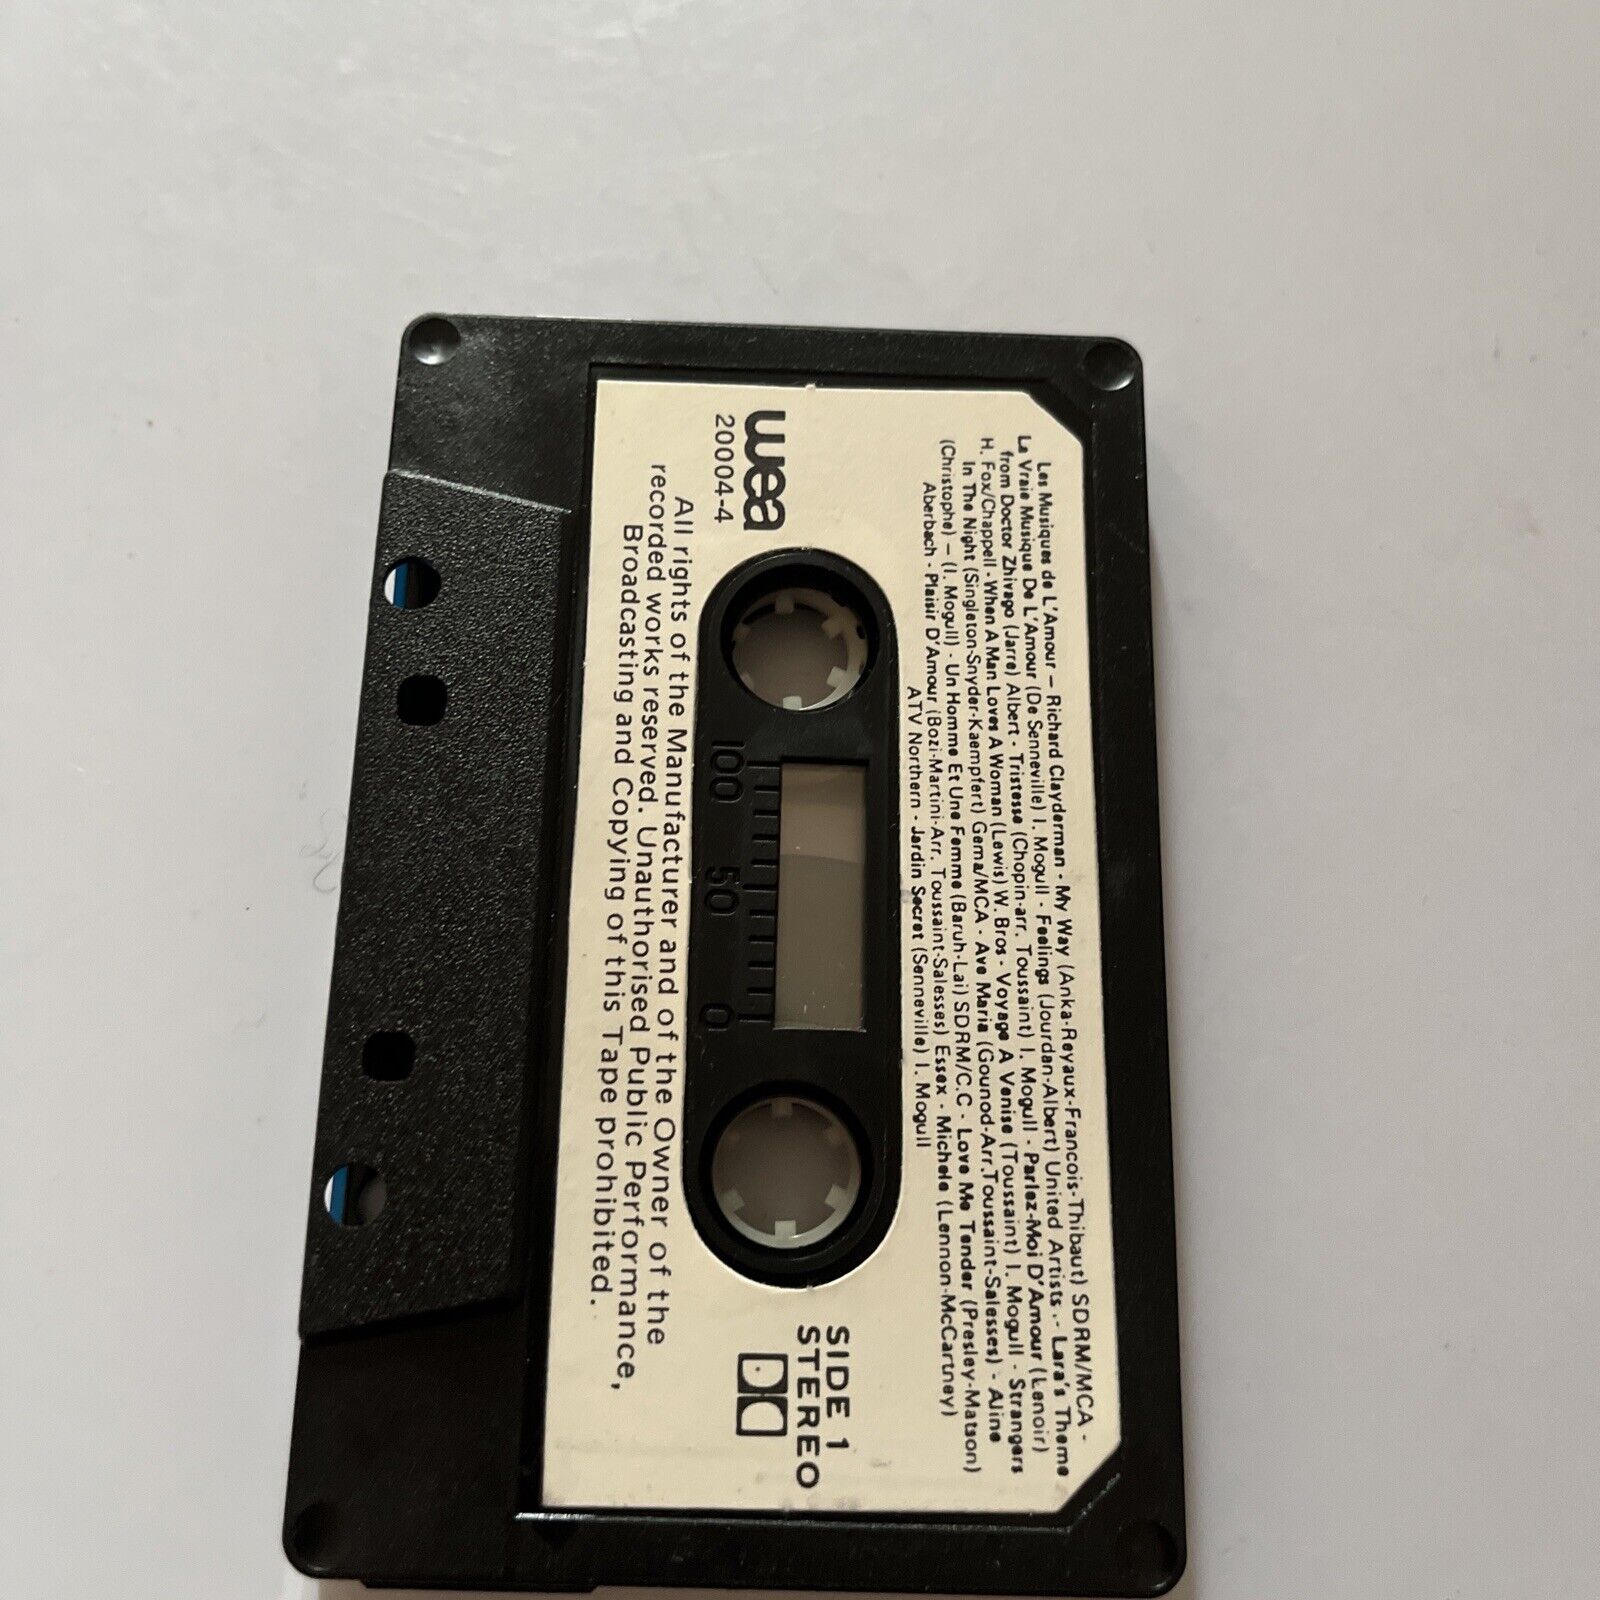 Les Musiques de L'Amour – Richard Clayderman - My Way (Anka-Reyaux-Francois-Thibaut) SDRM/MCA -
La Vraie Musique De L'Amour (De Senneville) I. Mogull - Feelings (Jourdan-Albert) United Artists - Lara's Theme
from Doctor Zhivago (Jarre) Albert - Tristesse (Chopin-arr. Toussaint) I. Mogull - Parlez-Moi D'Amour (Lenoir)
H. Fox/Chappell - When A Man Loves A Woman (Lewis) W. Bros - Voyage A Venise (Toussaint) I. Mogull - Strangers
In The Night (Singleton-Snyder-Kaempfert) Gema/MCA - Ave Maria (Gounod-Arr.Toussaint-Salesses) - Aline
(Christophe) – (I. Mogull) - Un Homme Et Une Femme (Baruh-Lai) SDRM/C.C - Love Me Tender (Presley-Matson)
Aberbach - Plaisir D'Amour (Bozi-Martini-Arr. Toussaint-Salesses) Essex - Michele (Lennon-McCartney)
ATV Northern - Jardin Secret (Senneville) I. Mogull
wea
20004-4
SIDE 1
STEREO
100 50 0
All rights of the Manufacturer and of the Owner of the
recorded works reserved. Unauthorised Public Performance,
Broadcasting and Copying of this Tape prohibited.